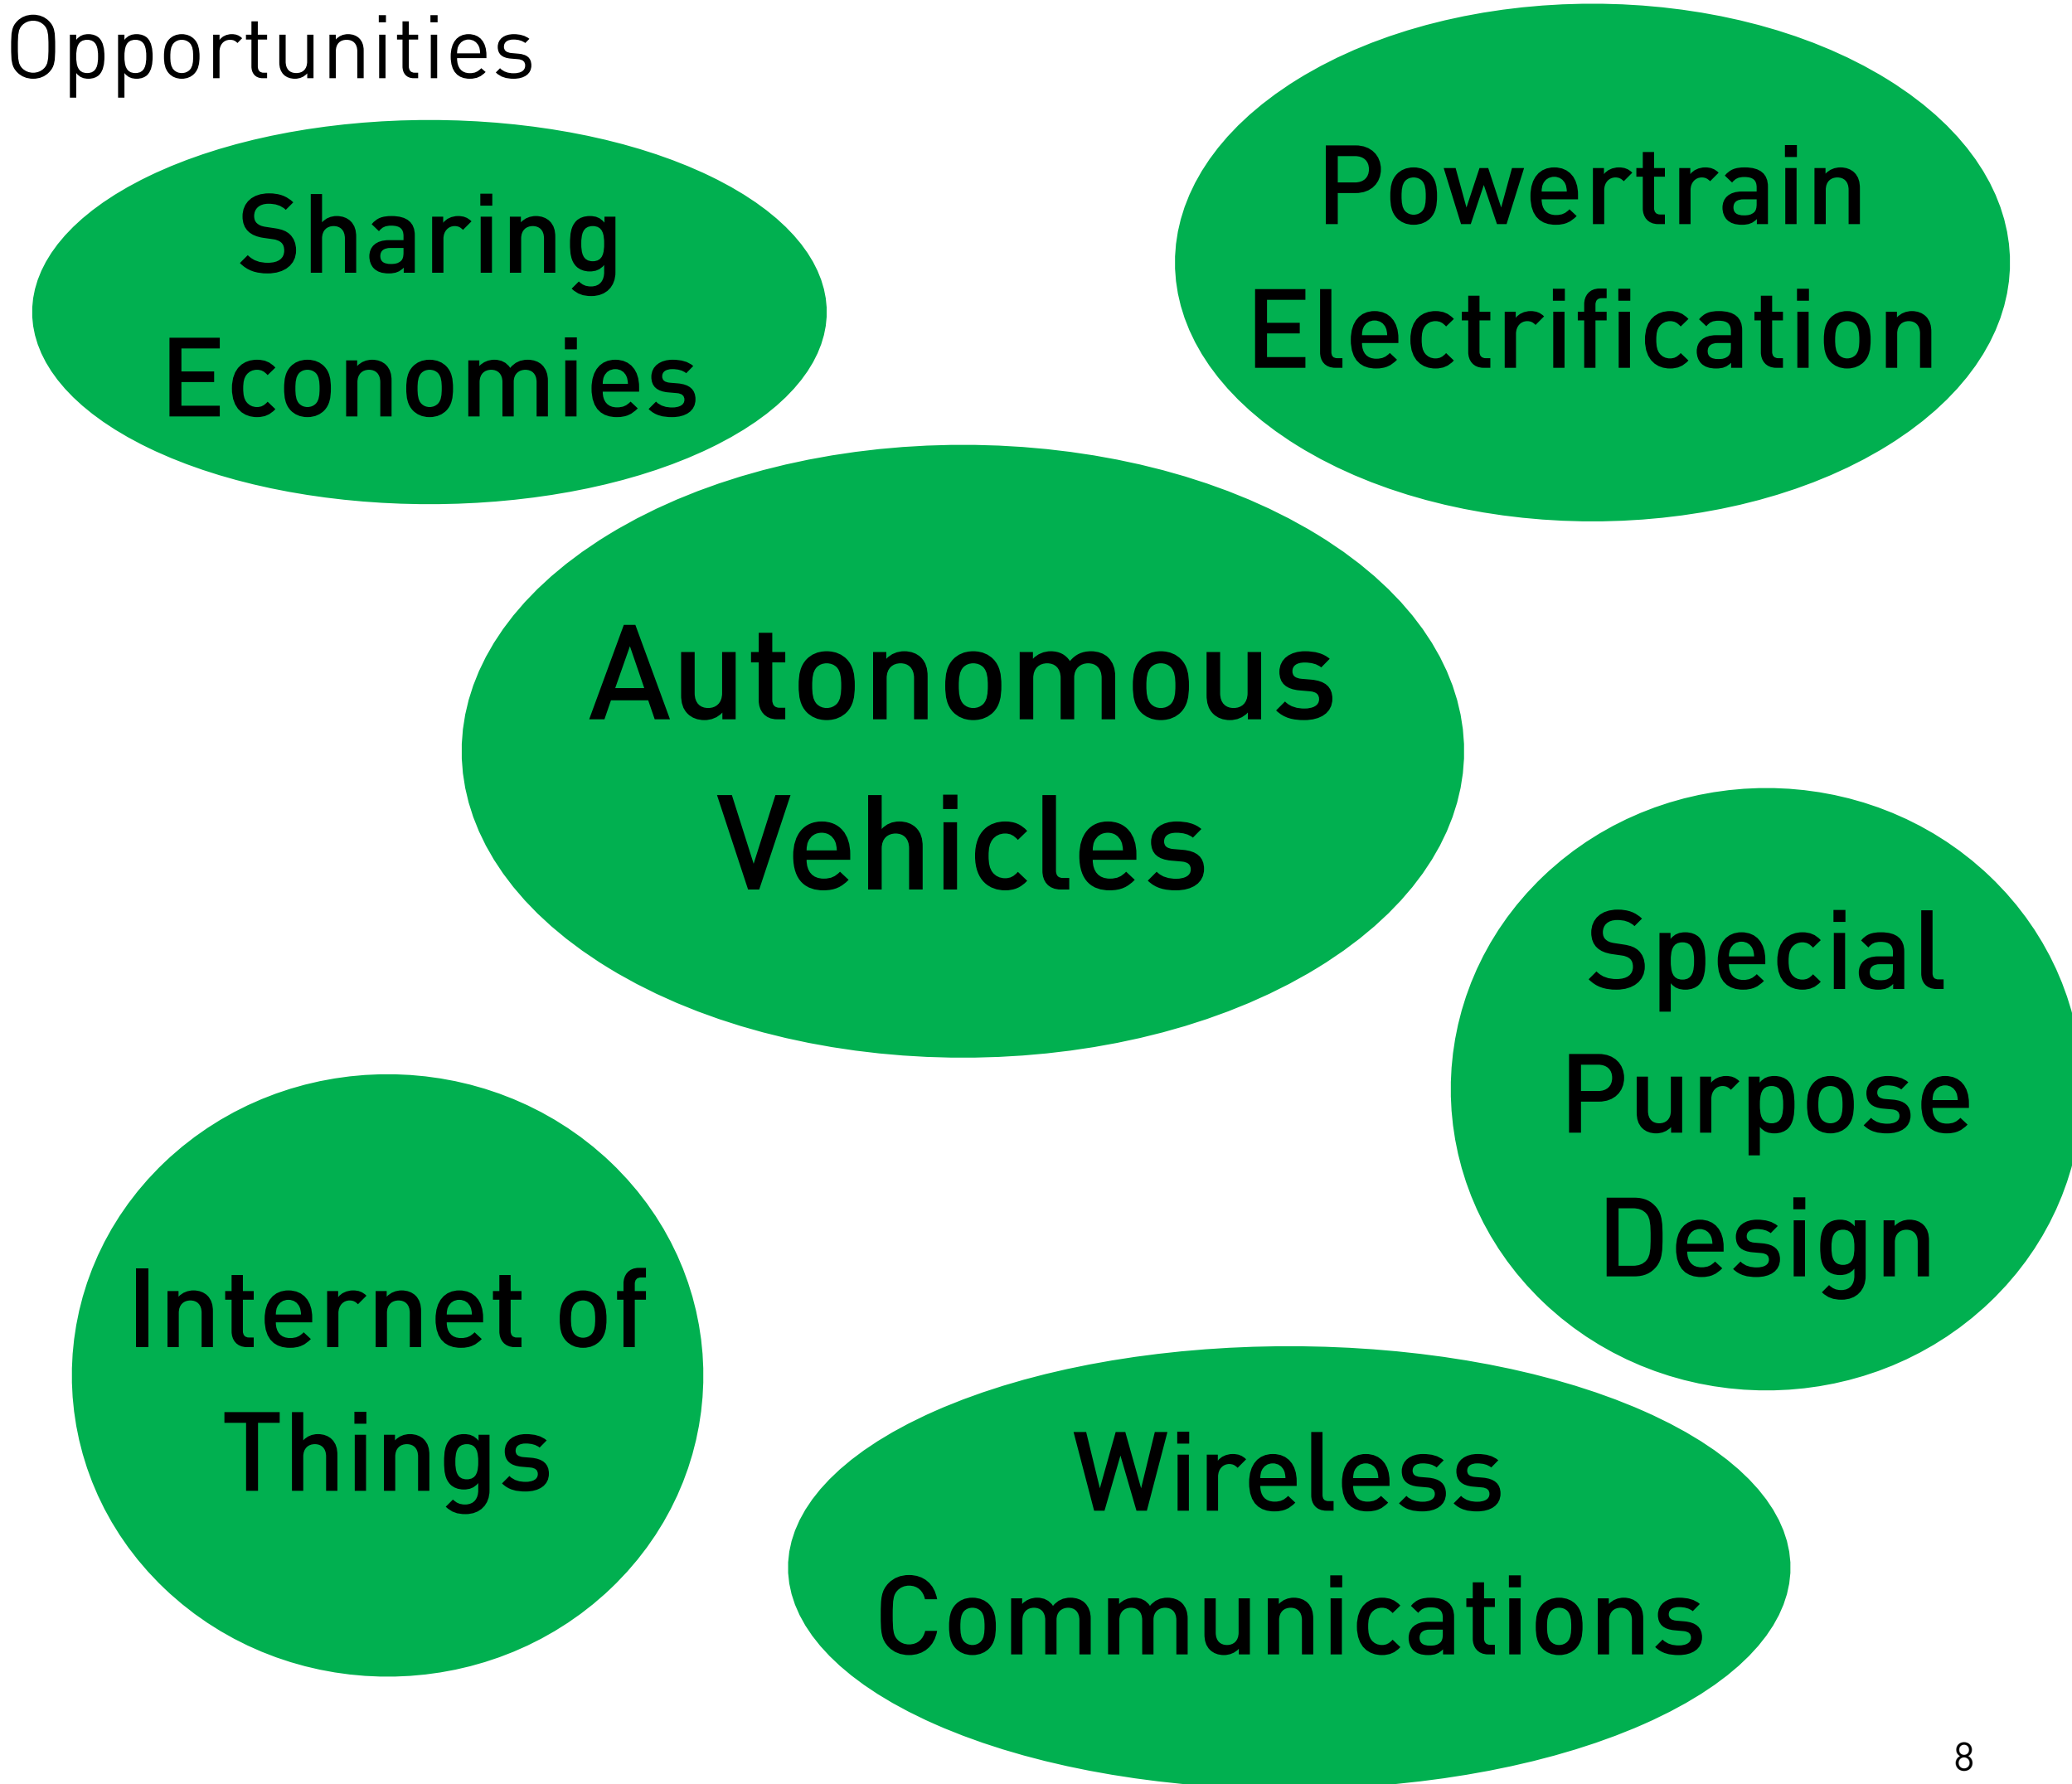 Opportunities
Sharing
Economies
Powertrain
Electrification
Autonomous
Vehicles
Special
Purpose
Design
Internet of
Things
Wireless
Communications
8